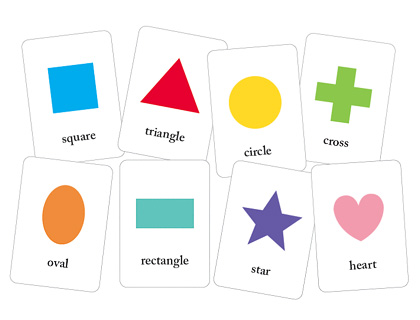 square
triangle
circle
cross
oval
rectangle
star
heart